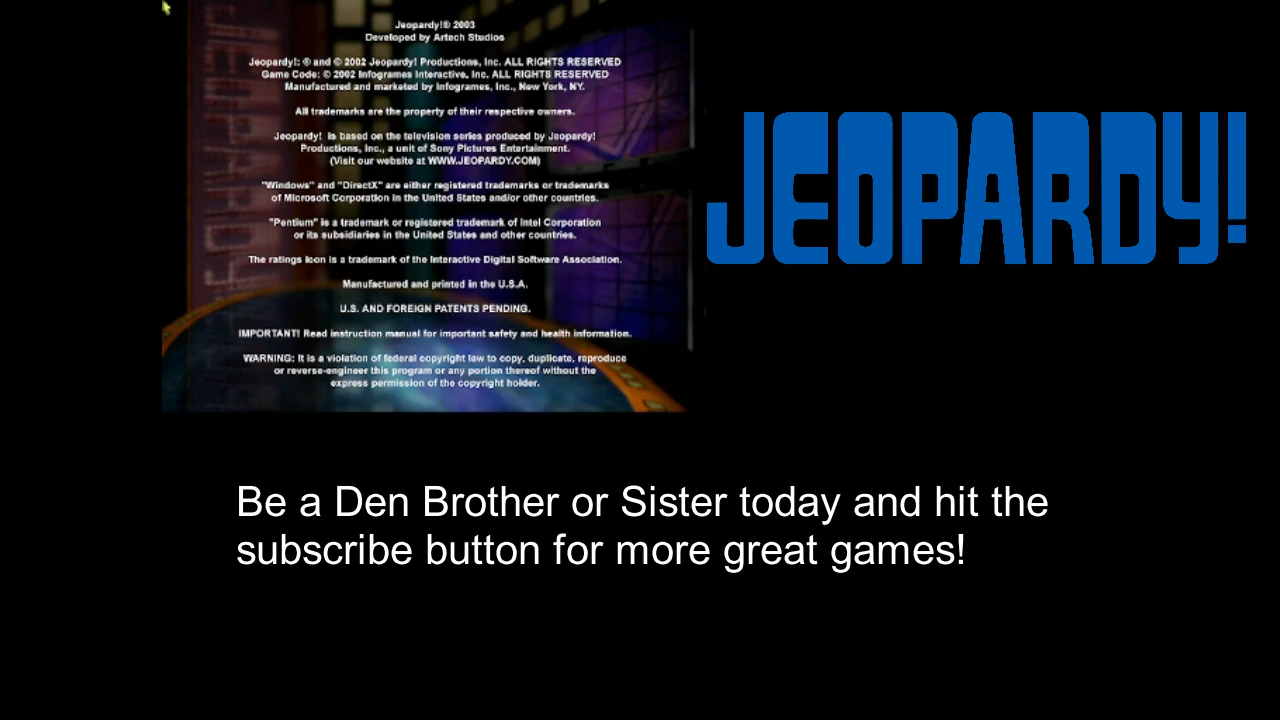 Jeopardy!® 2003
Developed by Artech Studios
Jeopardy!: ® and © 2002 Jeopardy! Productions, Inc. ALL RIGHTS RESERVED
Game Code: © 2002 Infogrames Interactive, Inc. ALL RIGHTS RESERVED
Manufactured and marketed by Infogrames, Inc., New York, NY.
All trademarks are the property of their respective owners.
Jeopardy! is based on the television series produced by Jeopardy!
Productions, Inc., a unit of Sony Pictures Entertainment.
(Visit our website at WWW.JEOPARDY.COM)
"Windows" and "DirectX" are either registered trademarks or trademarks
of Microsoft Corporation in the United States and/or other countries.
"Pentium" is a trademark or registered trademark of Intel Corporation
or its subsidiaries in the United States and other countries.
The ratings icon is a trademark of the Interactive Digital Software Association.
Manufactured and printed in the U.S.A.
U.S. AND FOREIGN PATENTS PENDING.
IMPORTANT! Read instruction manual for important safety and health information.
WARNING: It is a violation of federal copyright law to copy, duplicate, reproduce
or reverse-engineer this program or any portion thereof without the
express permission of the copyright holder.
JEOPARDY!
Be a Den Brother or Sister today and hit the
subscribe button for more great games!